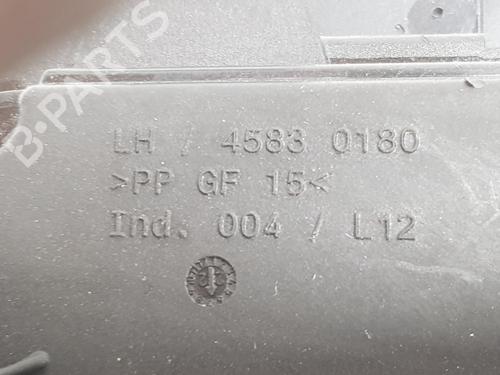 B-PARTS
LH / 4583 0180
>PP GF 15<
Ind. 004 / L12